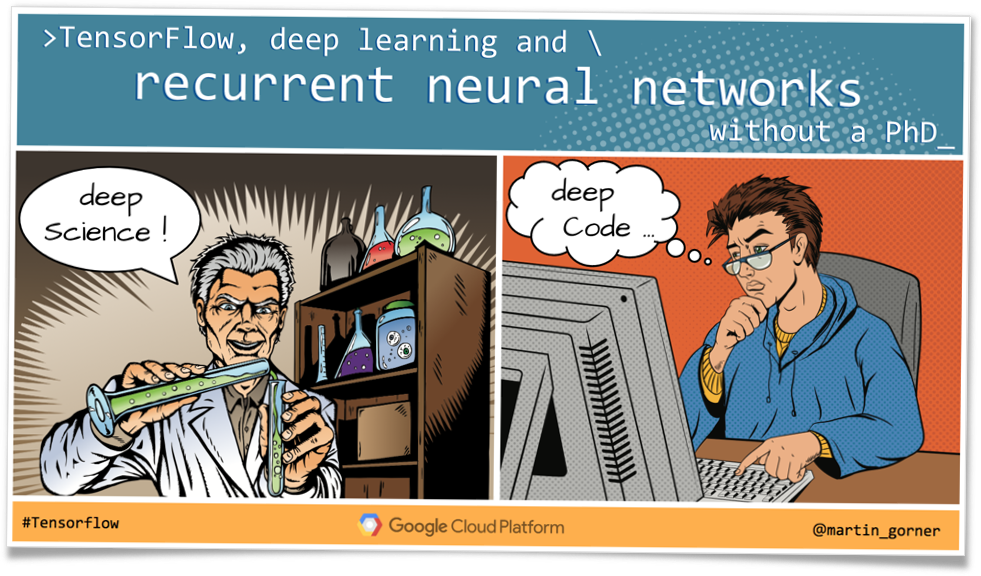 >TensorFlow, deep learning and \
recurrent neural networks
without a PhD_
deep
Science !
deep
Code ...
#Tensorflow
Google Cloud Platform
@martin_gorner